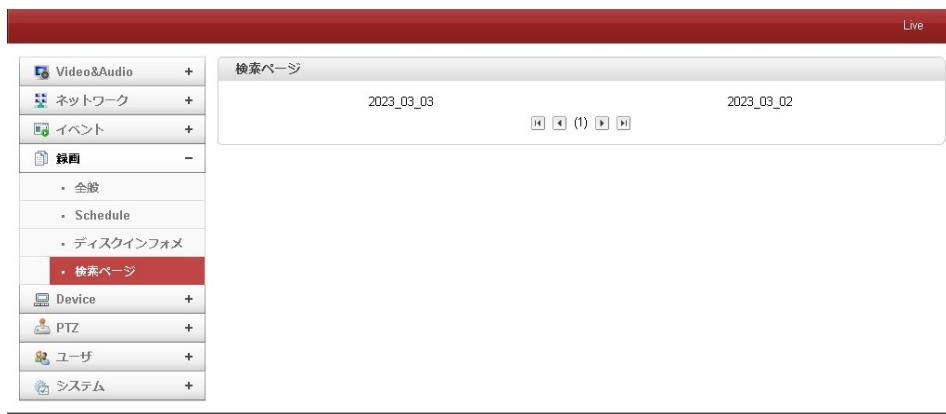 Live
Video&Audio +
ネットワーク +
イベント +
録画 −
・ 全般
・ Schedule
・ ディスクインフォメ
・ 検索ページ
Device +
PTZ +
ユーザ +
システム +
検索ページ
2023_03_03 2023_03_02
(1)